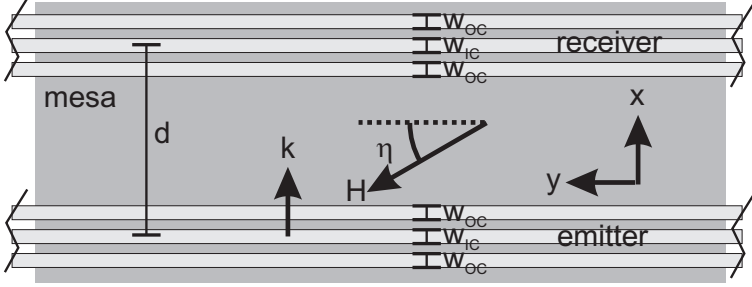 w_OC
w_IC receiver
w_OC
mesa
d
k
η
H
x
y
w_OC
w_IC emitter
w_OC